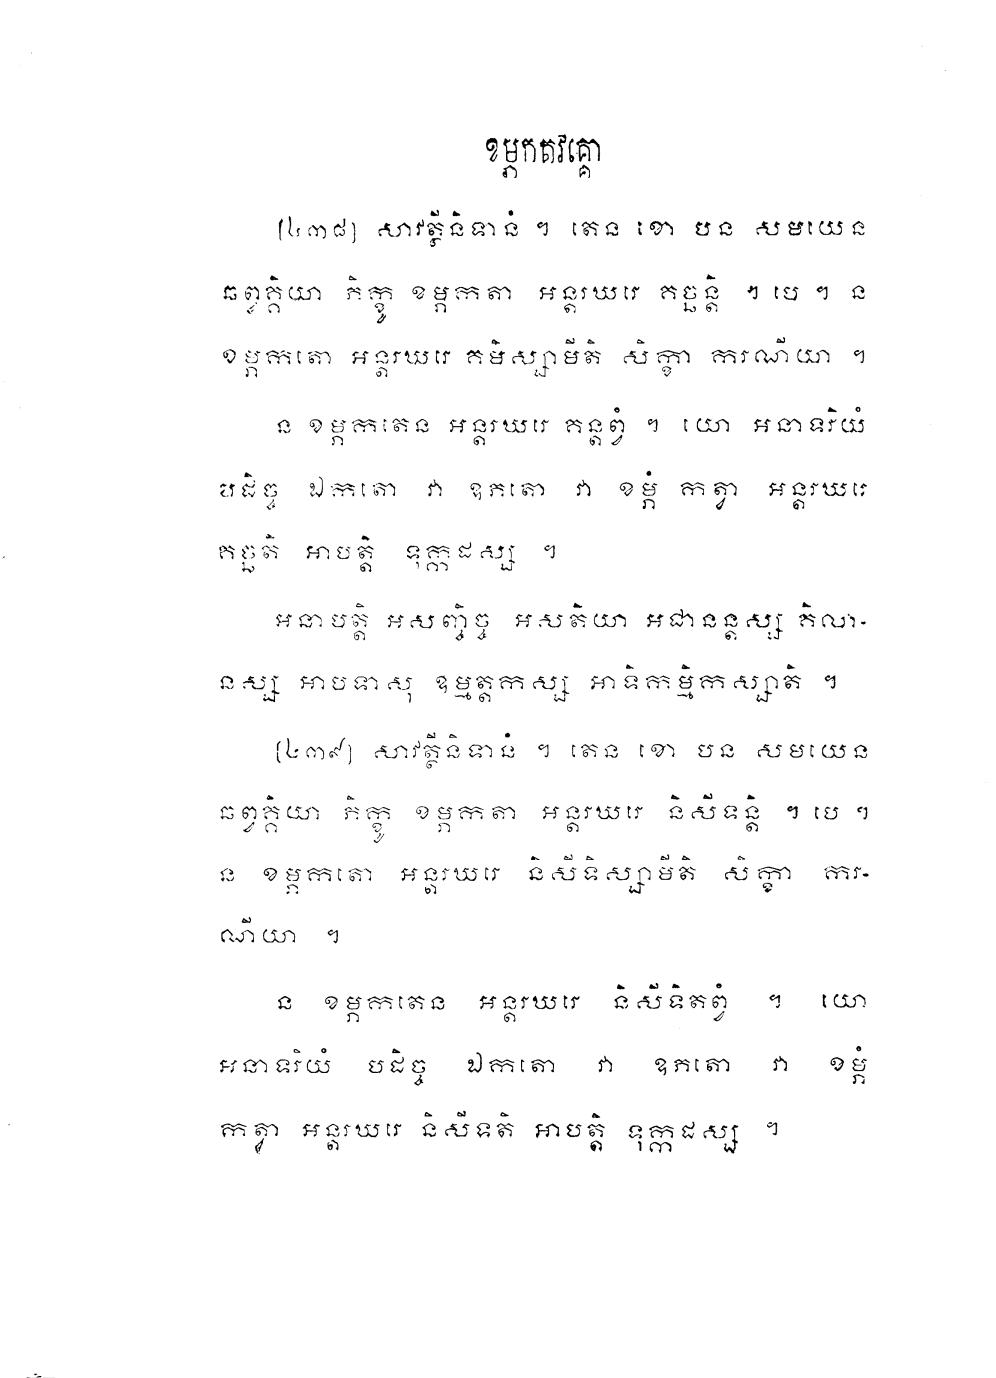 ខម្ភកតវគ្គោ
(៤៣៨) សាវត្ថីនិទានំ ។ តេន ខោ បន សមយេន
ឆព្វគ្គិយា ភិក្ខូ ខម្ភកតា អន្តរឃរេ គច្ឆន្តិ ។ បេ ។ ន
ខម្ភកតោ អន្តរឃរេ គមិស្សាមីតិ សិក្ខា ករណីយា ។
ន ខម្ភកតេន អន្តរឃរេ គន្តព្វំ ។ យោ អនាទរិយំ
បដិច្ច ឯកតោ វា ឧភតោ វា ខម្ភំ កត្វា អន្តរឃរេ
គច្ឆតិ អាបត្តិ ទុក្កដស្ស ។
អនាបត្តិ អសញ្ចិច្ច អសតិយា អជានន្តស្ស គិលា-
នស្ស អាបទាសុ ឧម្មត្តកស្ស អាទិកម្មិកស្សាតិ ។
(៤៣៩) សាវត្ថីនិទានំ ។ តេន ខោ បន សមយេន
ឆព្វគ្គិយា ភិក្ខូ ខម្ភកតា អន្តរឃរេ និសីទន្តិ ។ បេ ។
ន ខម្ភកតោ អន្តរឃរេ និសីទិស្សាមីតិ សិក្ខា ករ-
ណីយា ។
ន ខម្ភកតេន អន្តរឃរេ និសីទិតព្វំ ។ យោ
អនាទរិយំ បដិច្ច ឯកតោ វា ឧភតោ វា ខម្ភំ
កត្វា អន្តរឃរេ និសីទតិ អាបត្តិ ទុក្កដស្ស ។